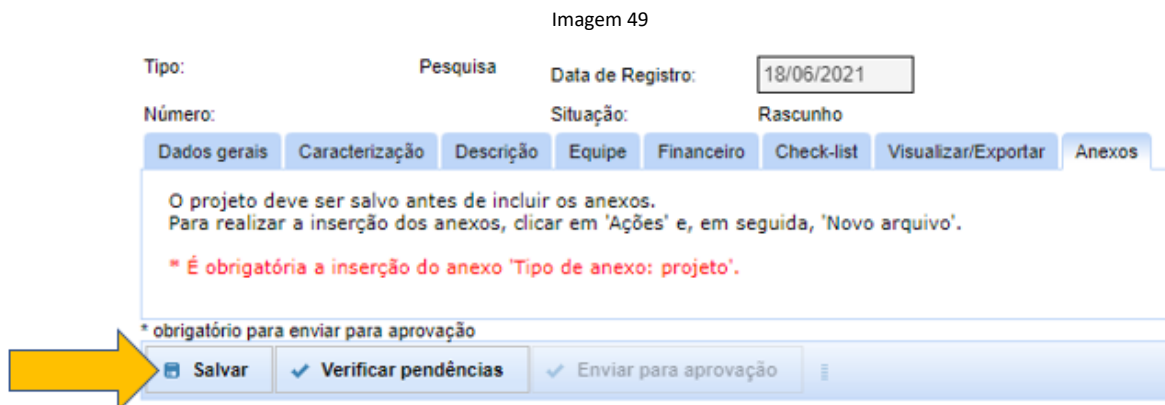 Imagem 49
Tipo: Pesquisa Data de Registro: 18/06/2021
Número: Situação: Rascunho
Dados gerais Caracterização Descrição Equipe Financeiro Check-list Visualizar/Exportar Anexos
O projeto deve ser salvo antes de incluir os anexos.
Para realizar a inserção dos anexos, clicar em 'Ações' e, em seguida, 'Novo arquivo'.
* É obrigatória a inserção do anexo 'Tipo de anexo: projeto'.
* obrigatório para enviar para aprovação
Salvar Verificar pendências Enviar para aprovação